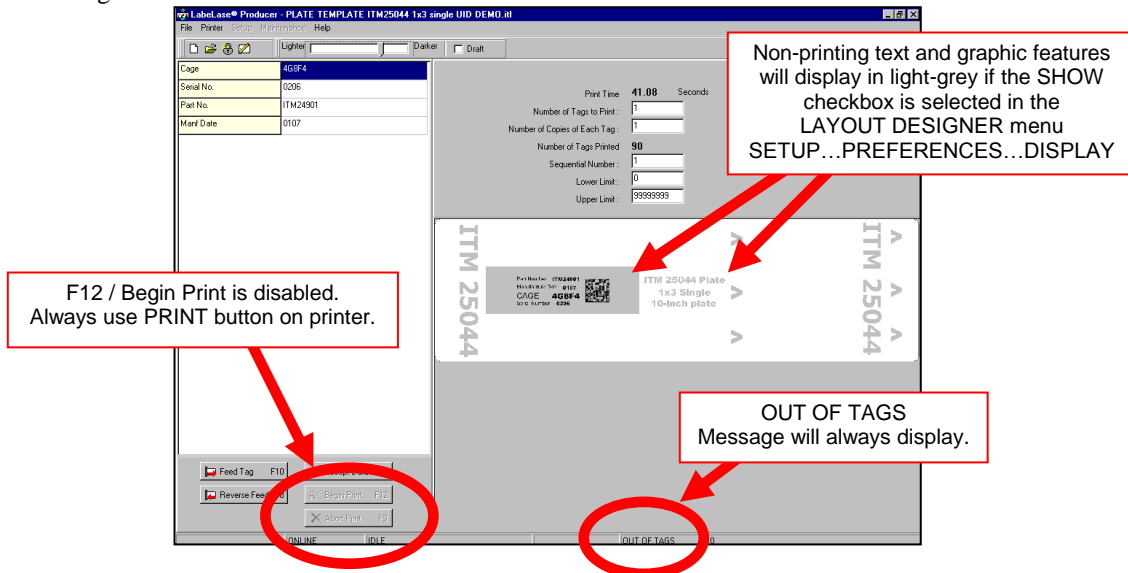 LabeLase® Producer - PLATE TEMPLATE ITM25044 1x3 single UID DEMO.itl
File Printer Setup Maintenance Help
Lighter Darker Draft
Cage 4G8F4
Serial No. 0206
Part No. ITM24901
Manf Date 0107
Print Time 41.08 Seconds
Number of Tags to Print : 1
Number of Copies of Each Tag : 1
Number of Tags Printed 90
Sequential Number : 1
Lower Limit : 0
Upper Limit : 99999999
Non-printing text and graphic features
will display in light-grey if the SHOW
checkbox is selected in the
LAYOUT DESIGNER menu
SETUP…PREFERENCES…DISPLAY
ITM 25044
Part Number ITM24901
0107
CAGE 4G8F4
Serial Number 0206
ITM 25044 Plate
1x3 Single
10-Inch plate
> > >
ITM 25044
> > > >
F12 / Begin Print is disabled.
Always use PRINT button on printer.
OUT OF TAGS
Message will always display.
Feed Tag F10
Reverse Feed
Begin Print F12
Abort Print F9
ONLINE IDLE OUT OF TAGS 0